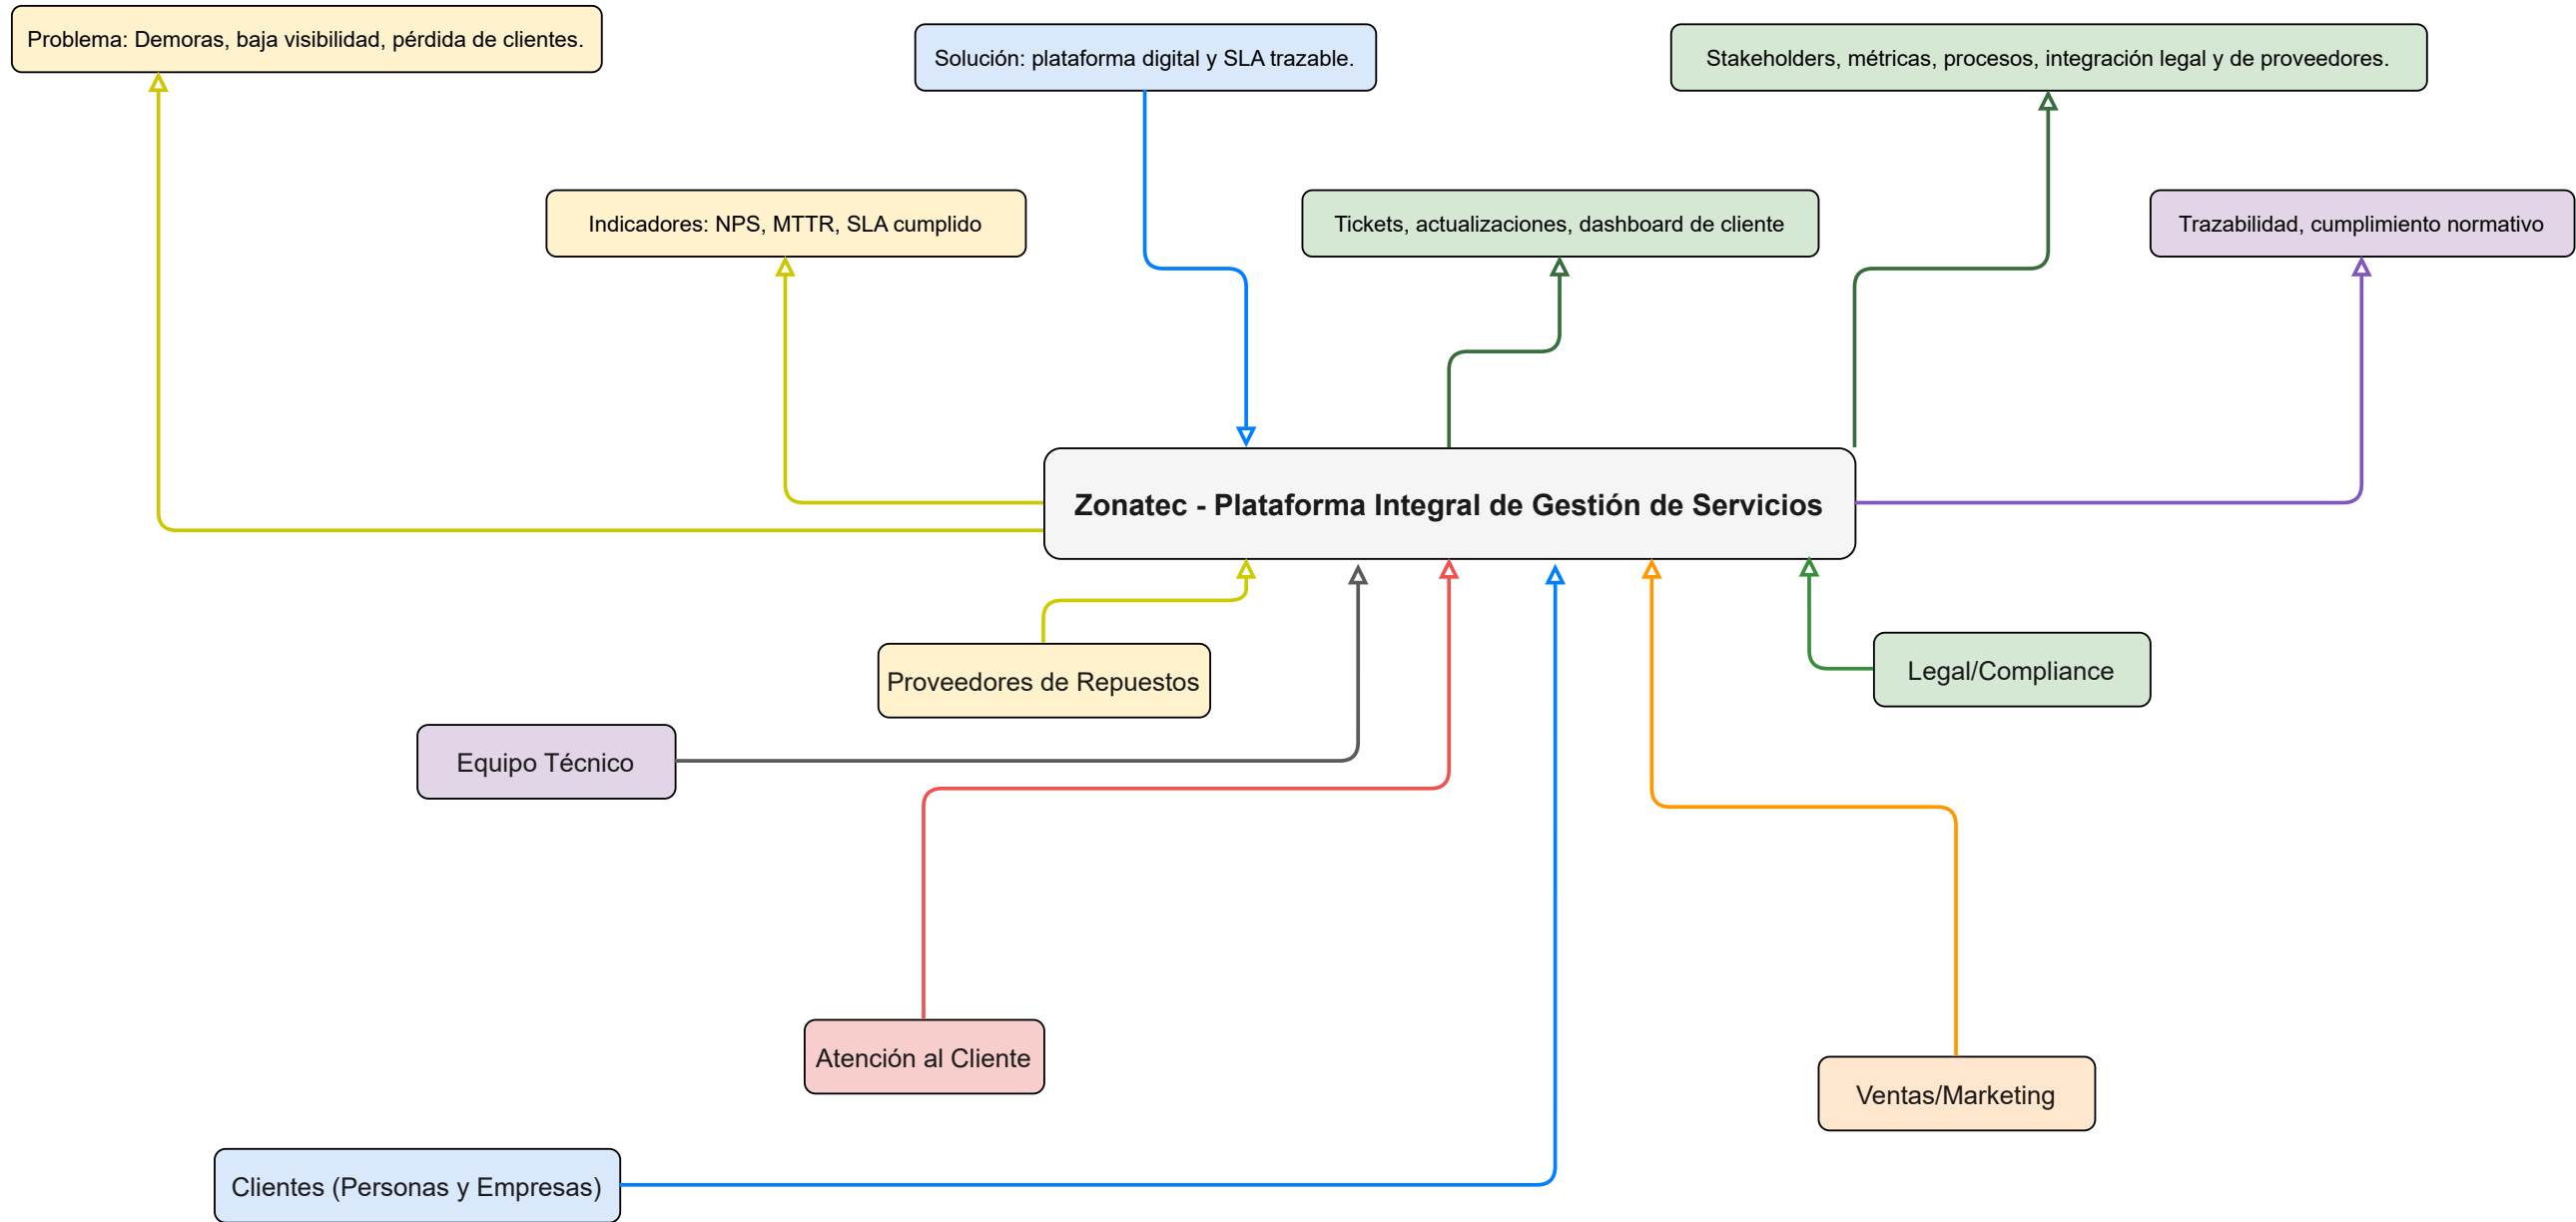 Problema: Demoras, baja visibilidad, pérdida de clientes.
Solución: plataforma digital y SLA trazable.
Stakeholders, métricas, procesos, integración legal y de proveedores.
Indicadores: NPS, MTTR, SLA cumplido
Tickets, actualizaciones, dashboard de cliente
Trazabilidad, cumplimiento normativo
Zonatec - Plataforma Integral de Gestión de Servicios
Proveedores de Repuestos
Legal/Compliance
Equipo Técnico
Atención al Cliente
Ventas/Marketing
Clientes (Personas y Empresas)